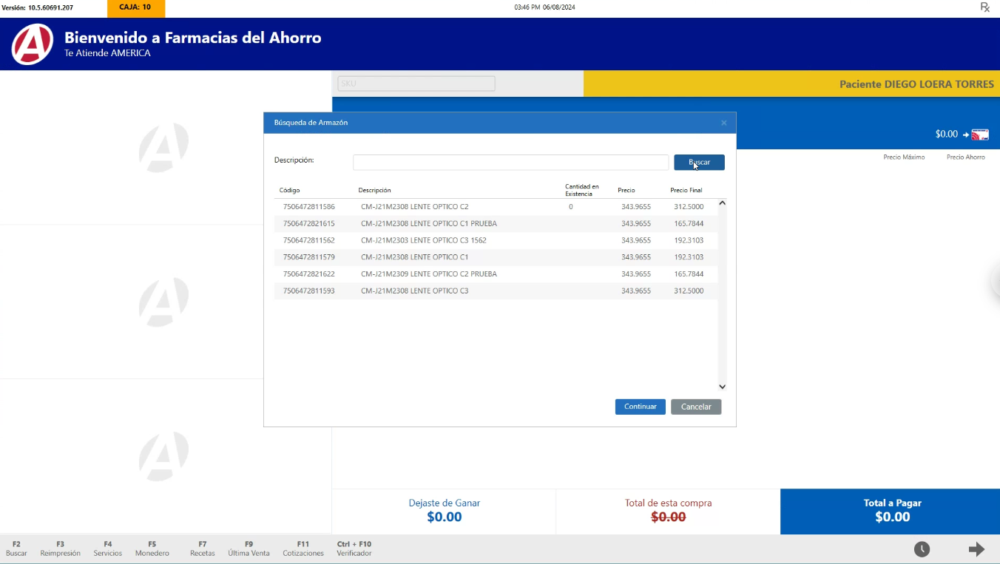 Versión: 10.5.60691.207
CAJA: 10
03:46 PM 06/08/2024
Bienvenido a Farmacias del Ahorro
Te Atiende AMERICA
SKU
Paciente DIEGO LOERA TORRES
$0.00
Precio Máximo Precio Ahorro
Búsqueda de Armazón
Descripción:
Buscar
Código Descripción Cantidad en Existencia Precio Precio Final
7506472811586 CM-J21M2308 LENTE OPTICO C2 0 343.9655 312.5000
7506472821615 CM-J21M2308 LENTE OPTICO C1 PRUEBA 343.9655 165.7844
7506472811562 CM-J21M2303 LENTE OPTICO C3 1562 343.9655 192.3103
7506472811579 CM-J21M2308 LENTE OPTICO C1 343.9655 192.3103
7506472821622 CM-J21M2309 LENTE OPTICO C2 PRUEBA 343.9655 165.7844
7506472811593 CM-J21M2308 LENTE OPTICO C3 343.9655 312.5000
Continuar Cancelar
Dejaste de Ganar
$0.00
Total de esta compra
$0.00
Total a Pagar
$0.00
F2 F3 F4 F5 F7 F9 F11 Ctrl + F10
Buscar Reimpresión Servicios Monedero Recetas Última Venta Cotizaciones Verificador